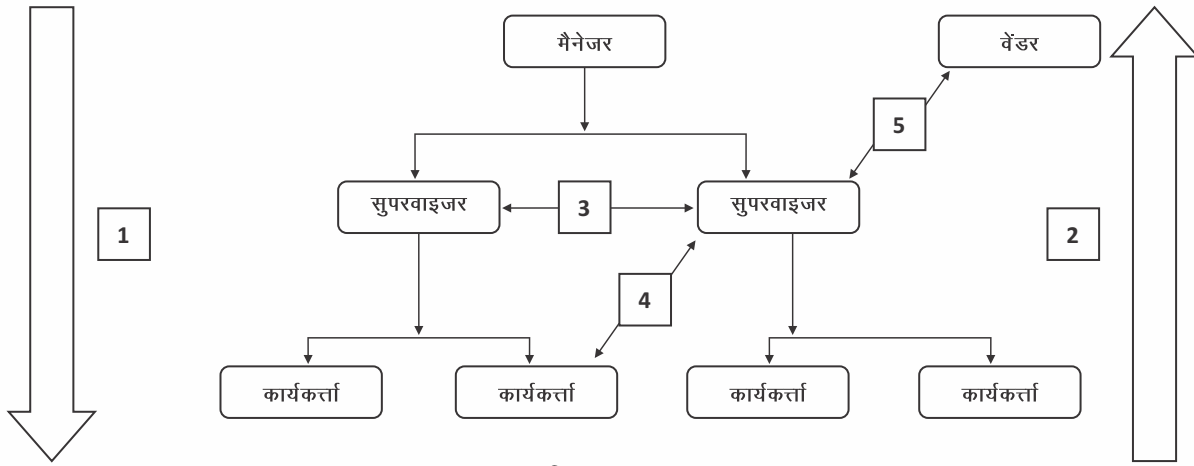 मैनेजर
वेंडर
5
सुपरवाइजर
3
सुपरवाइजर
1
2
4
कार्यकर्त्ता
कार्यकर्त्ता
कार्यकर्त्ता
कार्यकर्त्ता